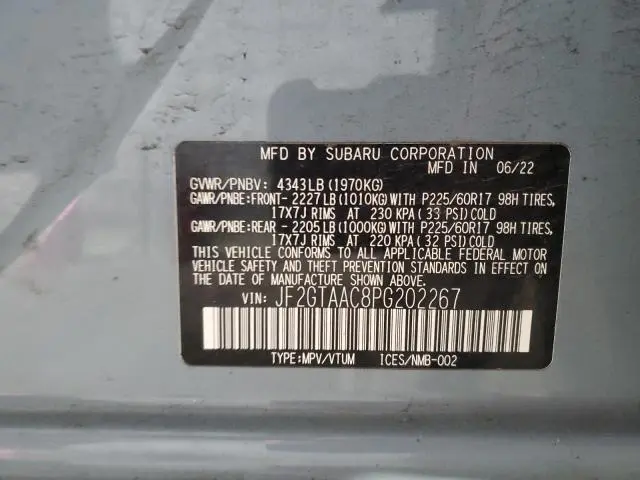 MFD BY SUBARU CORPORATION
MFD IN 06/22
GVWR/PNBV: 4343LB(1970KG)
GAWR/PNBE:FRONT-2227LB(1010KG)WITH P225/60R17 98H TIRES,
17X7J RIMS AT 230 KPA(33 PSI)COLD
GAWR/PNBE:REAR -2205LB(1000KG)WITH P225/60R17 98H TIRES,
17X7J RIMS AT 220 KPA(32 PSI)COLD
THIS VEHICLE CONFORMS TO ALL APPLICABLE FEDERAL MOTOR
VEHICLE SAFETY AND THEFT PREVENTION STANDARDS IN EFFECT ON
THE DATE OF MANUFACTURE SHOWN ABOVE.
VIN: JF2GTAAC8PG202267
TYPE:MPV/VTUM ICES/NMB-002